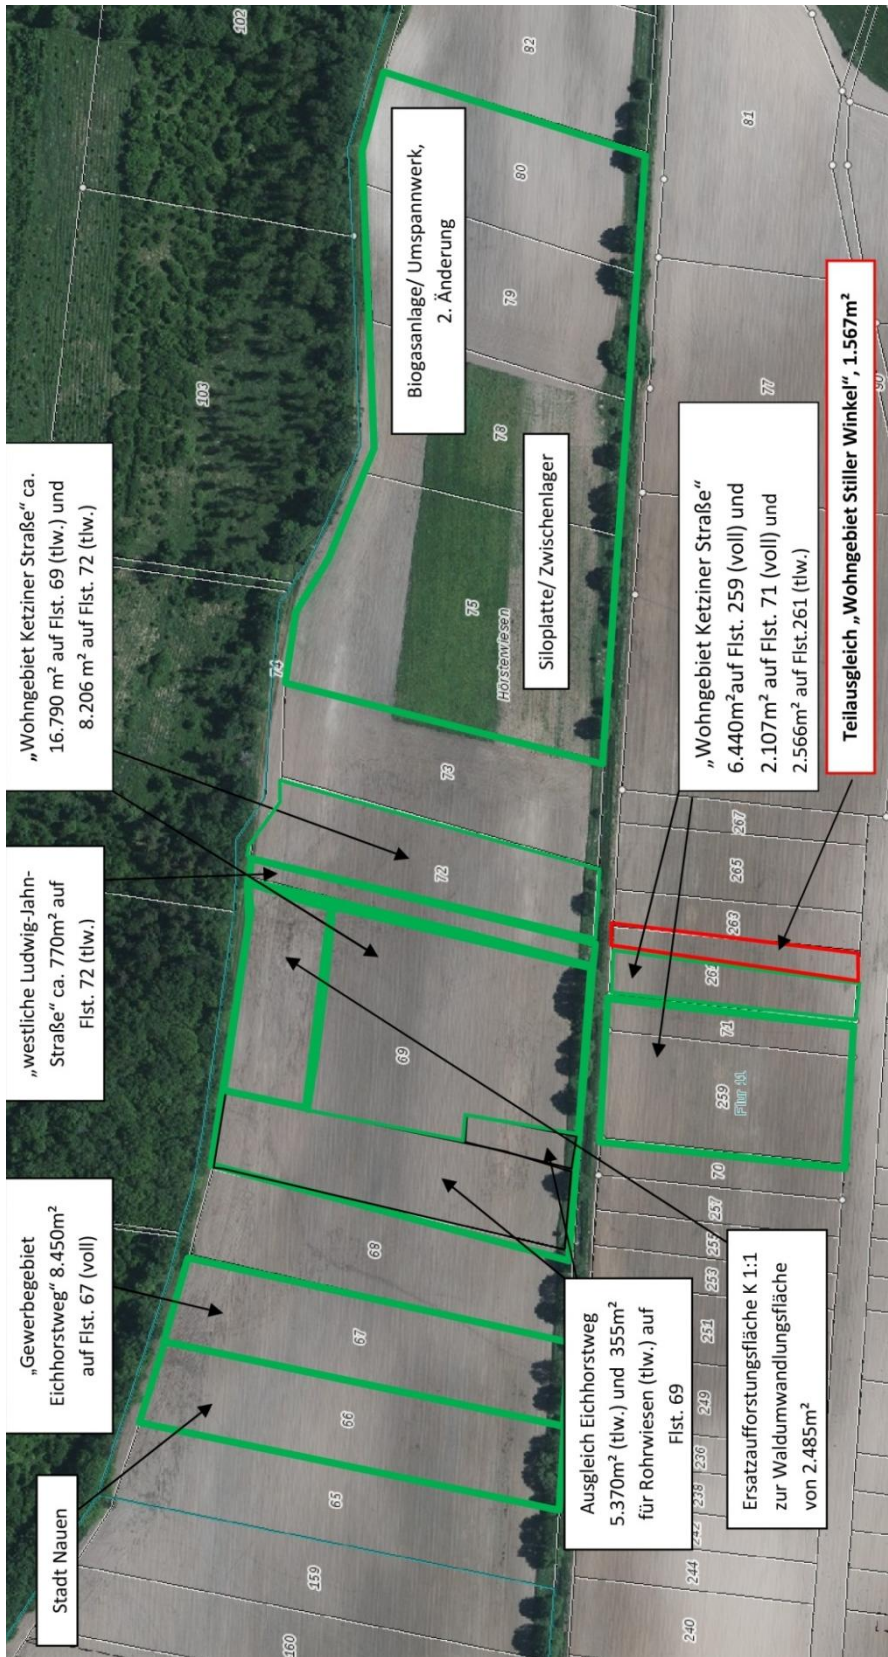 Stadt Nauen
„Gewerbegebiet
Eichhorstweg“ 8.450m²
auf Flst. 67 (voll)
„westliche Ludwig-Jahn-
Straße“ ca. 770m² auf
Flst. 72 (tlw.)
„Wohngebiet Ketziner Straße“ ca.
16.790 m² auf Flst. 69 (tlw.) und
8.206 m² auf Flst. 72 (tlw.)
102
103
74
Biogasanlage/ Umspannwerk,
2. Änderung
Siloplatte/ Zwischenlager
160
159
65
66
67
68
69
72
73
75
Hörstenwiesen
78
79
80
82
Ausgleich Eichhorstweg
5.370m² (tlw.) und 355m²
für Rohrwiesen (tlw.) auf
Flst. 69
Ersatzaufforstungsfläche K 1:1
zur Waldumwandlungsfläche
von 2.485m²
„Wohngebiet Ketziner Straße“
6.440m²auf Flst. 259 (voll) und
2.107m² auf Flst. 71 (voll) und
2.566m² auf Flst.261 (tlw.)
Teilausgleich „Wohngebiet Stiller Winkel“, 1.567m²
240
244
242
238
236
249
251
253
255
257
70
259
Flur 11
71
261
263
265
267
77
81
90